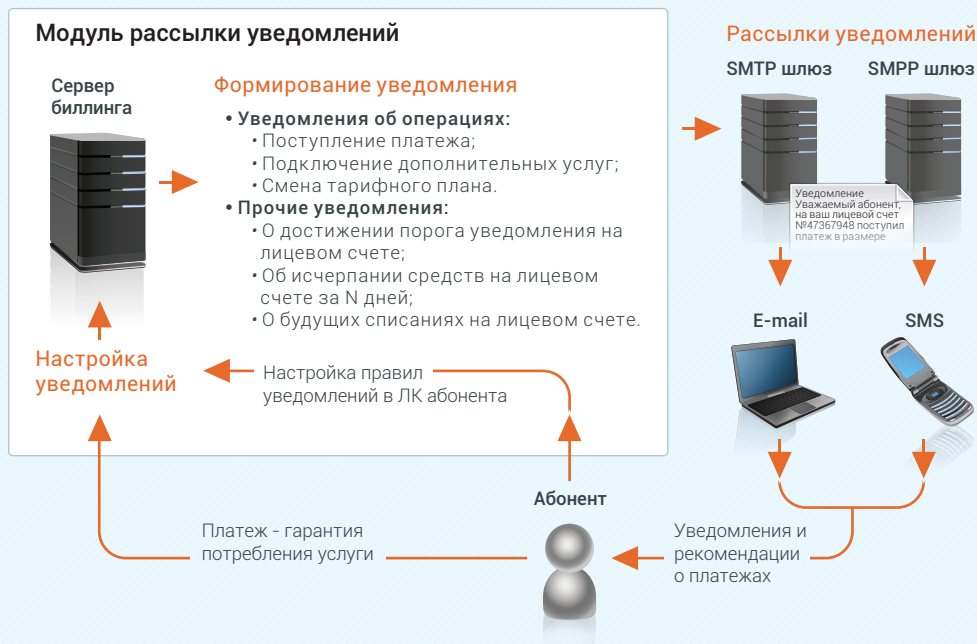 Модуль рассылки уведомлений
Сервер
биллинга
Формирование уведомления
• Уведомления об операциях:
· Поступление платежа;
· Подключение дополнительных услуг;
· Смена тарифного плана.
• Прочие уведомления:
· О достижении порога уведомления на
лицевом счете;
· Об исчерпании средств на лицевом
счете за N дней;
· О будущих списаниях на лицевом счете.
Настройка
уведомлений
Настройка правил
уведомлений в ЛК абонента
Рассылки уведомлений
SMTP шлюз
SMPP шлюз
Уведомление
Уважаемый абонент,
на ваш лицевой счет
№47367948 поступил
платеж в размере
E-mail
SMS
Абонент
Платеж - гарантия
потребления услуги
Уведомления и
рекомендации
о платежах